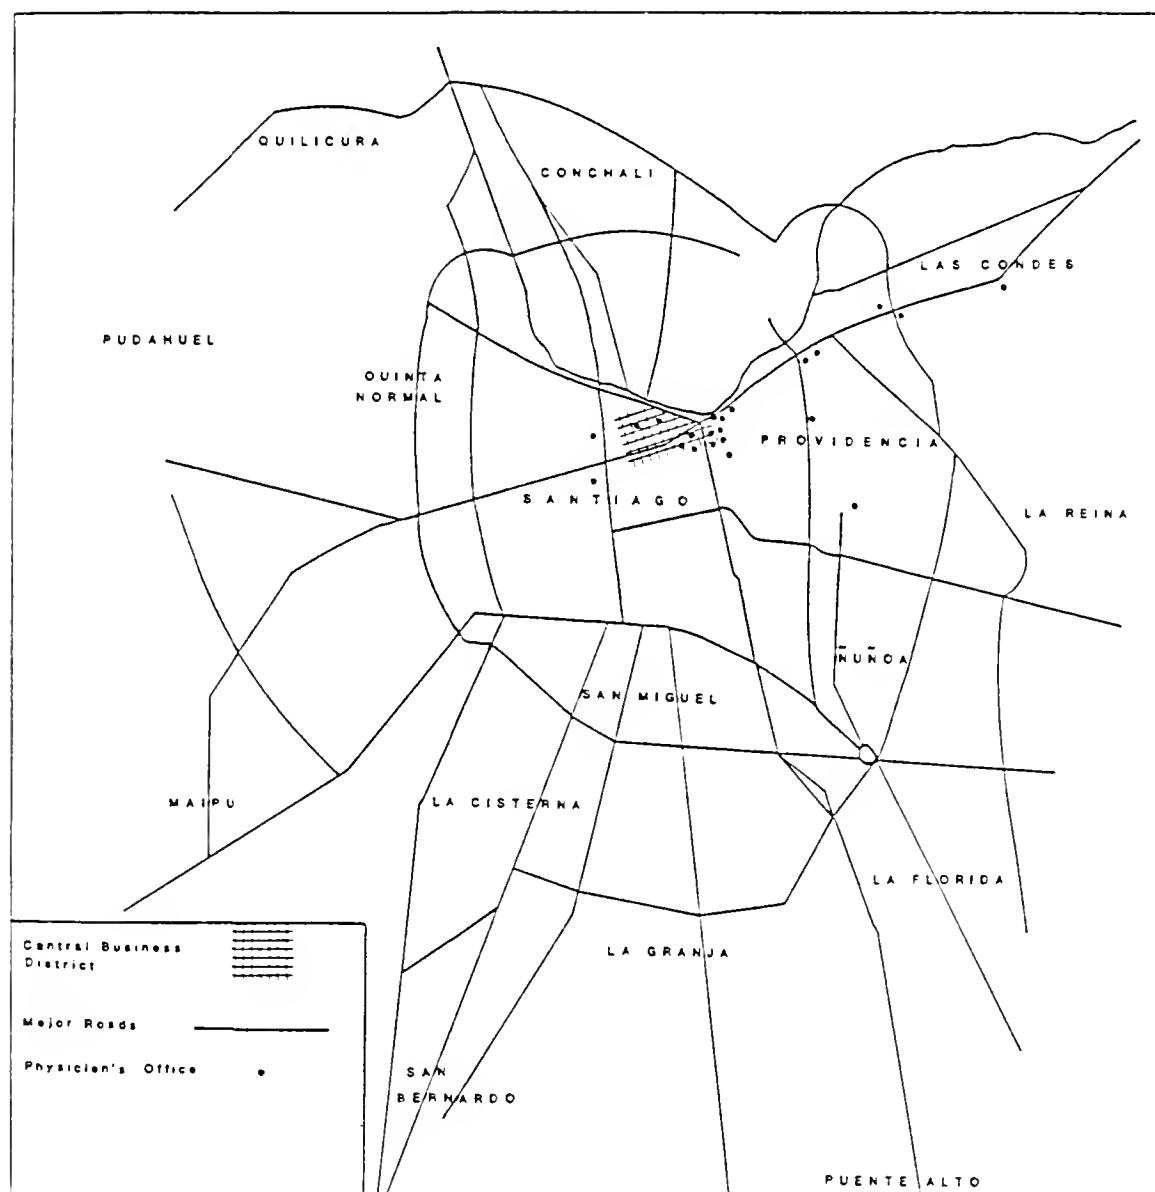 QUILICURA
CONCHALI
LAS CONDES
PUDAHUEL
QUINTA
NORMAL
PROVIDENCIA
SANTIAGO
LA REINA
ÑUÑOA
SAN MIGUEL
MAIPU
LA CISTERNA
LA FLORIDA
LA GRANJA
Central Business
District
Major Roads
Physician's Office
SAN
BERNARDO
PUENTE ALTO